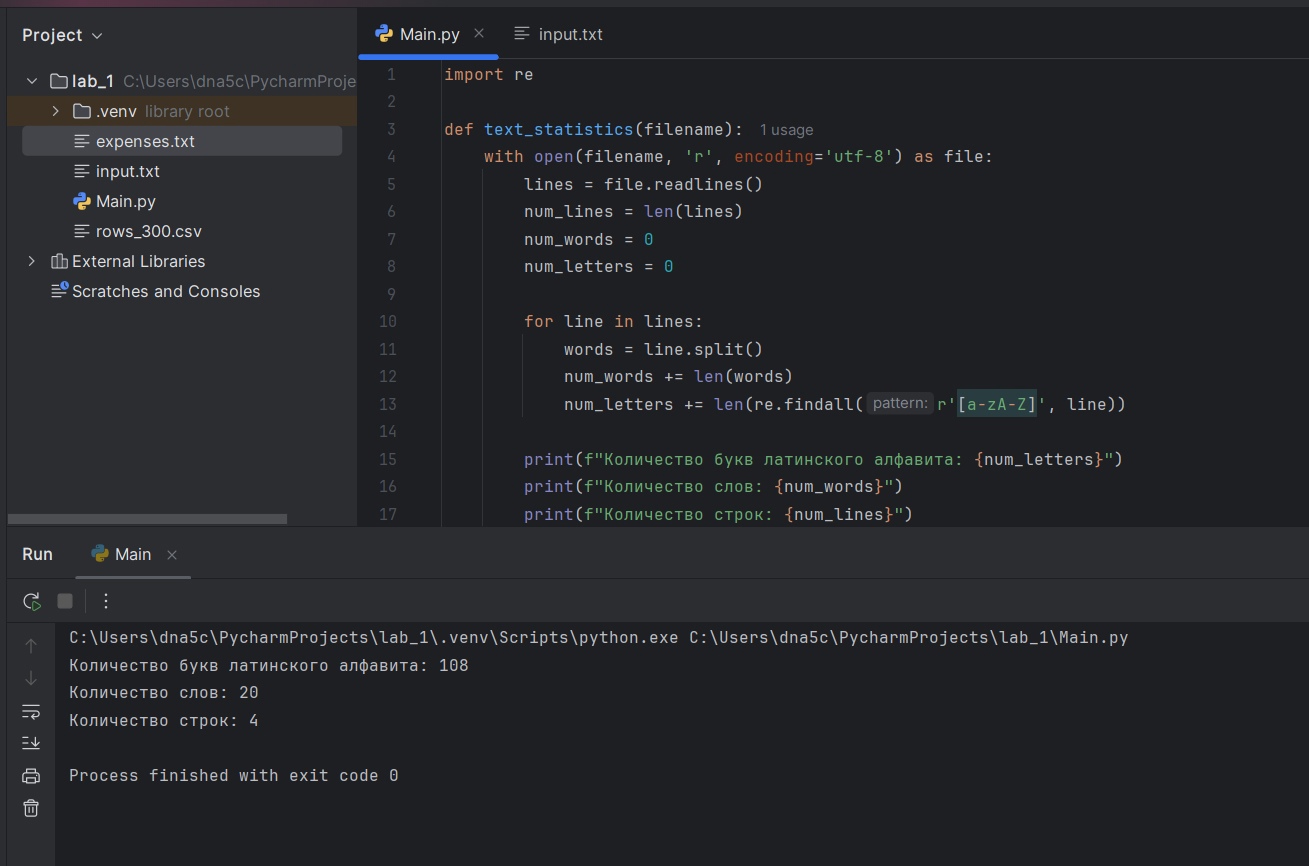 Project
lab_1 C:\Users\dna5c\PycharmProje
.venv library root
expenses.txt
input.txt
Main.py
rows_300.csv
External Libraries
Scratches and Consoles
Main.py input.txt
1 import re
2
3 def text_statistics(filename): 1 usage
4 with open(filename, 'r', encoding='utf-8') as file:
5 lines = file.readlines()
6 num_lines = len(lines)
7 num_words = 0
8 num_letters = 0
9
10 for line in lines:
11 words = line.split()
12 num_words += len(words)
13 num_letters += len(re.findall( pattern: r'[a-zA-Z]', line))
14
15 print(f"Количество букв латинского алфавита: {num_letters}")
16 print(f"Количество слов: {num_words}")
17 print(f"Количество строк: {num_lines}")
Run Main
C:\Users\dna5c\PycharmProjects\lab_1\.venv\Scripts\python.exe C:\Users\dna5c\PycharmProjects\lab_1\Main.py
Количество букв латинского алфавита: 108
Количество слов: 20
Количество строк: 4
Process finished with exit code 0